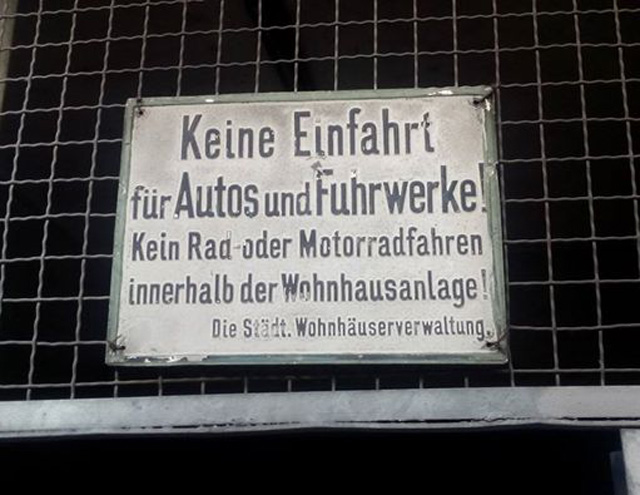 Keine Einfahrt
für Autos und Fuhrwerke!
Kein Rad- oder Motorradfahren
innerhalb der Wohnhausanlage!
Die Städt. Wohnhäuserverwaltung.